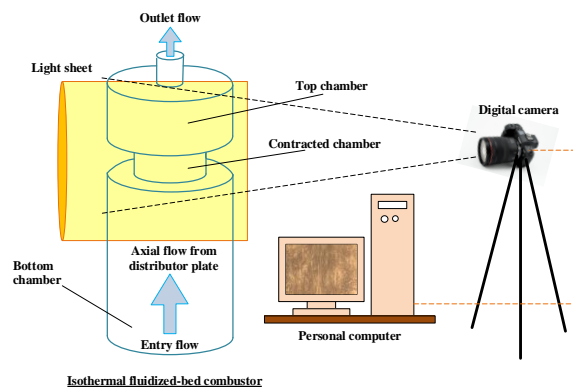 Outlet flow
Light sheet
Top chamber
Digital camera
Contracted chamber
Axial flow from
distributor plate
Bottom
chamber
Entry flow
Personal computer
Isothermal fluidized-bed combustor